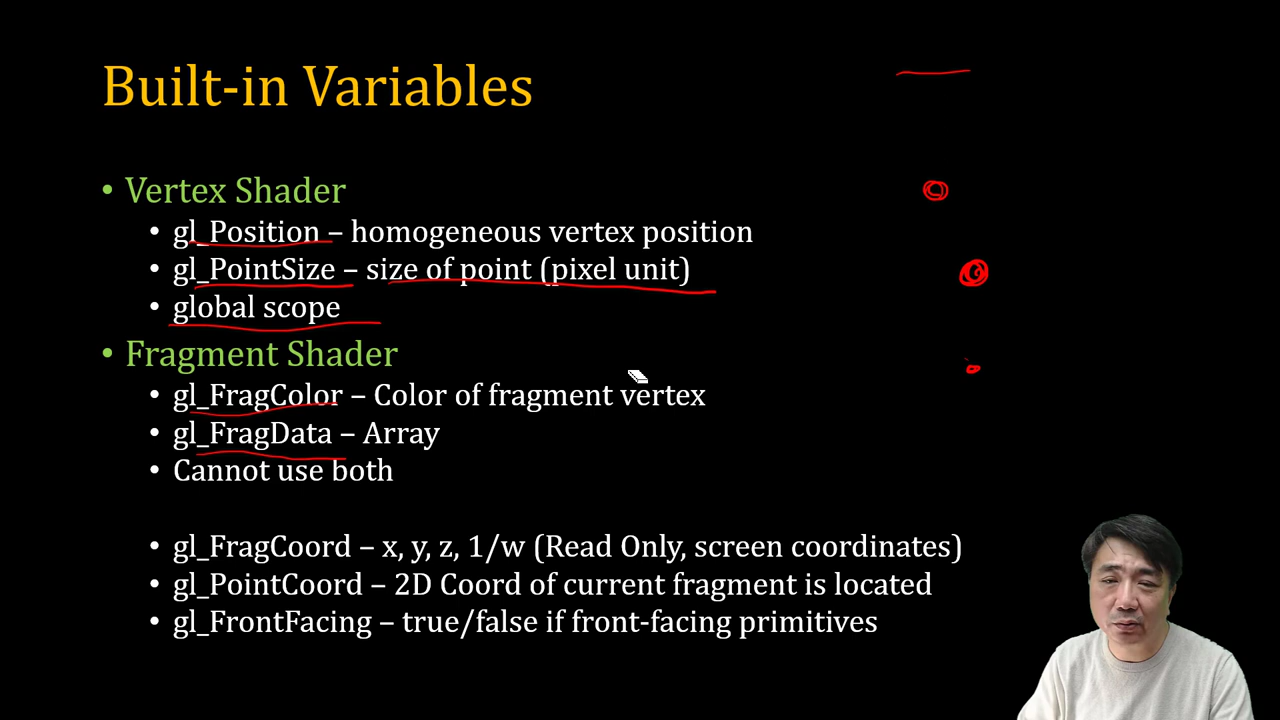 Built-in Variables
• Vertex Shader
• gl_Position – homogeneous vertex position
• gl_PointSize – size of point (pixel unit)
• global scope
• Fragment Shader
• gl_FragColor – Color of fragment vertex
• gl_FragData – Array
• Cannot use both
• gl_FragCoord – x, y, z, 1/w (Read Only, screen coordinates)
• gl_PointCoord – 2D Coord of current fragment is located
• gl_FrontFacing – true/false if front-facing primitives